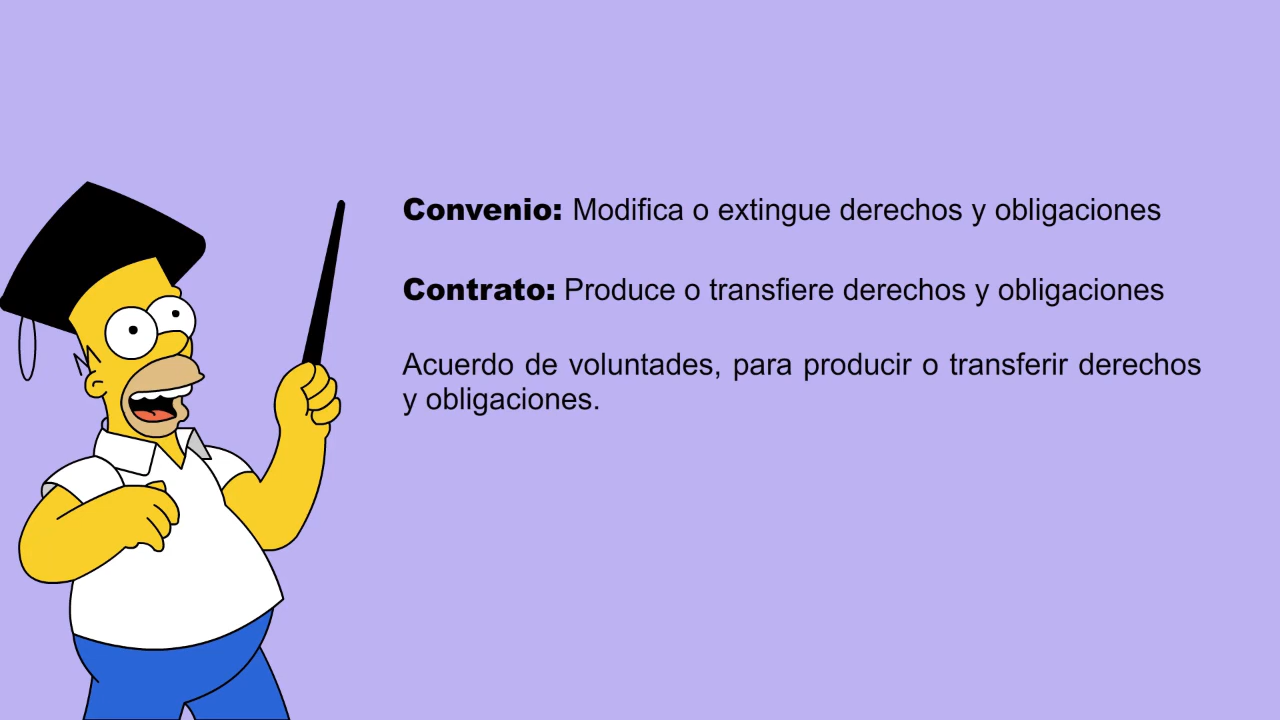 Convenio: Modifica o extingue derechos y obligaciones
Contrato: Produce o transfiere derechos y obligaciones
Acuerdo de voluntades, para producir o transferir derechos
y obligaciones.